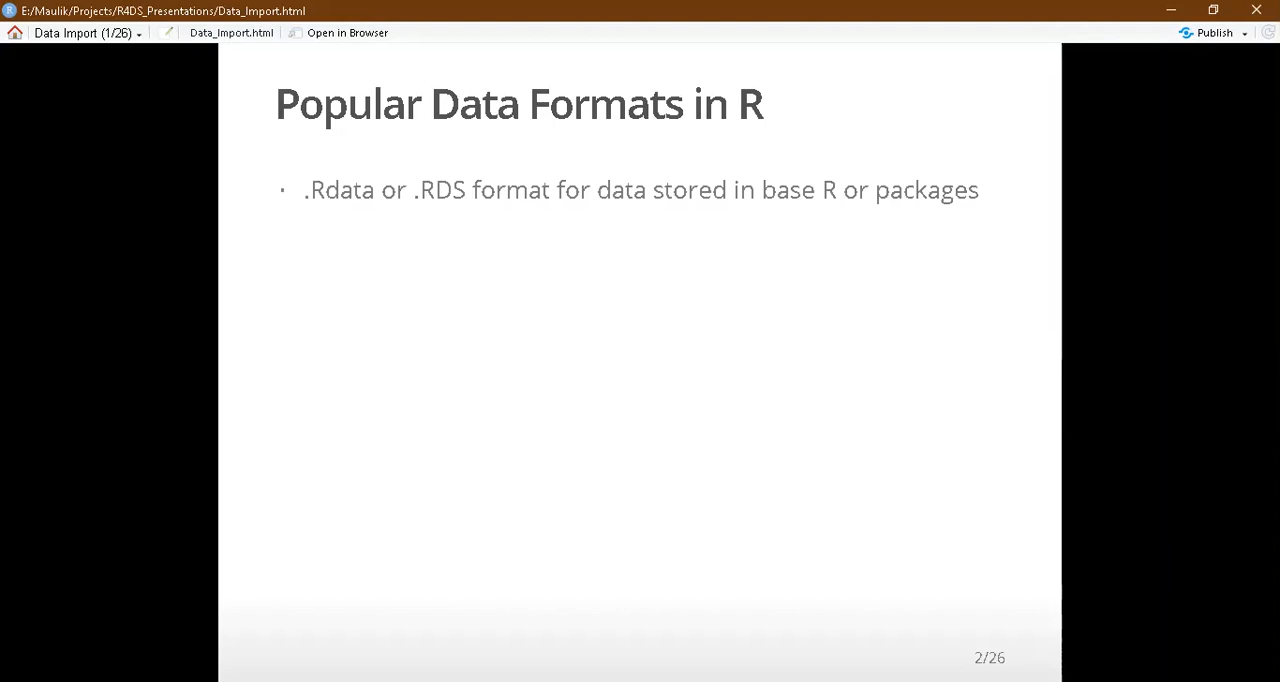 E:/Maulik/Projects/R4DS_Presentations/Data_Import.html
Data Import (1/26)
Data_Import.html
Open in Browser
Publish
Popular Data Formats in R
· .Rdata or .RDS format for data stored in base R or packages
2/26